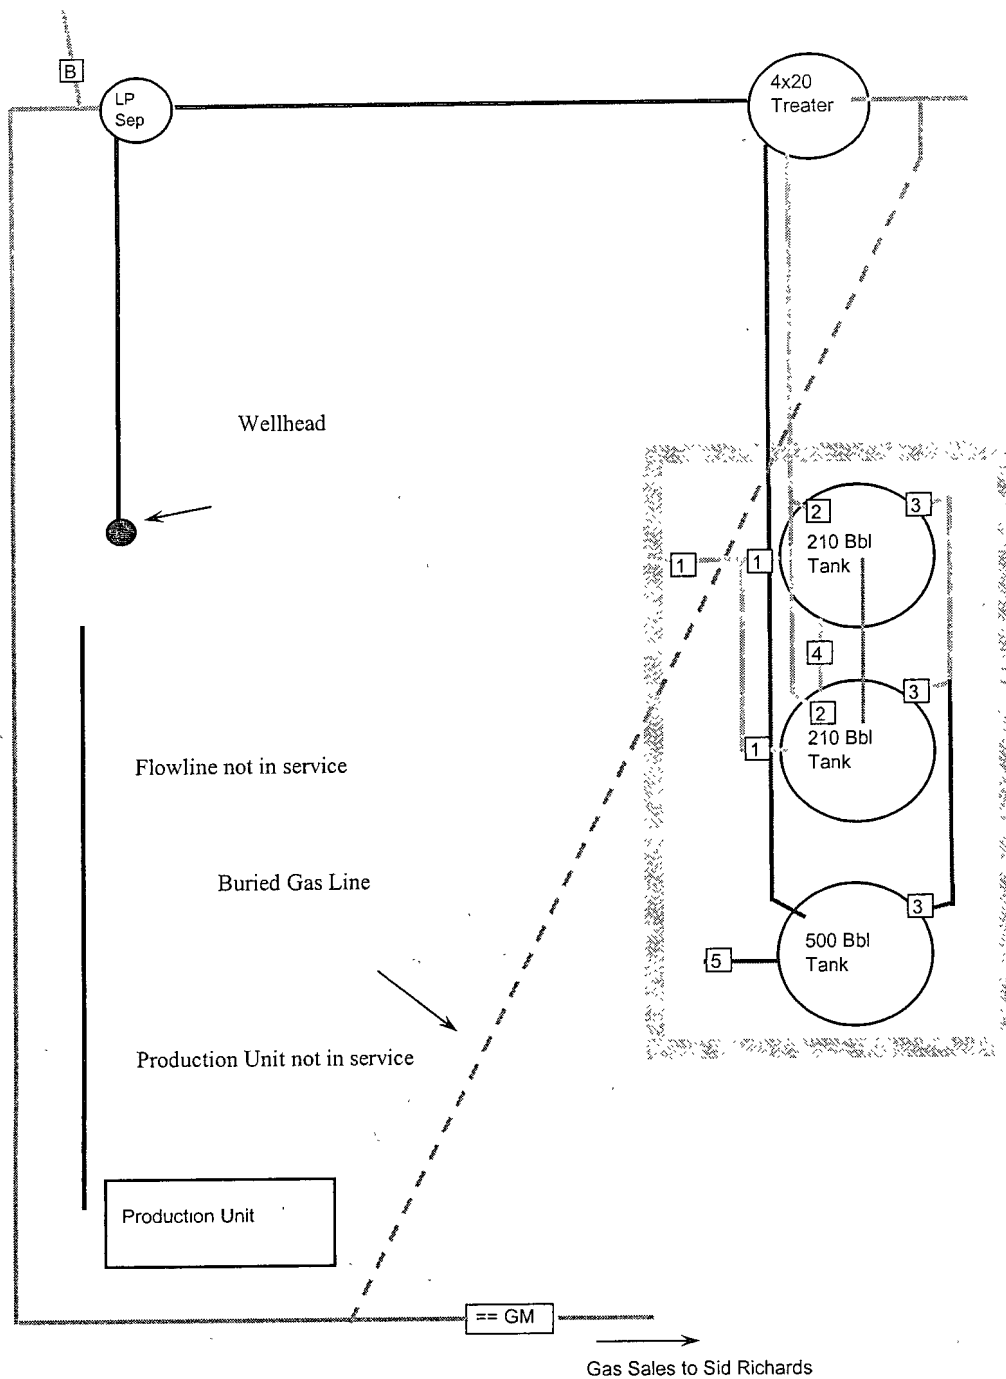 B
LP
Sep
4x20
Treater
Wellhead
2
3
210 Bbl
Tank
1
1
4
3
2
1
210 Bbl
Tank
Flowline not in service
Buried Gas Line
3
500 Bbl
Tank
5
Production Unit not in service
Production Unit
== GM
Gas Sales to Sid Richards